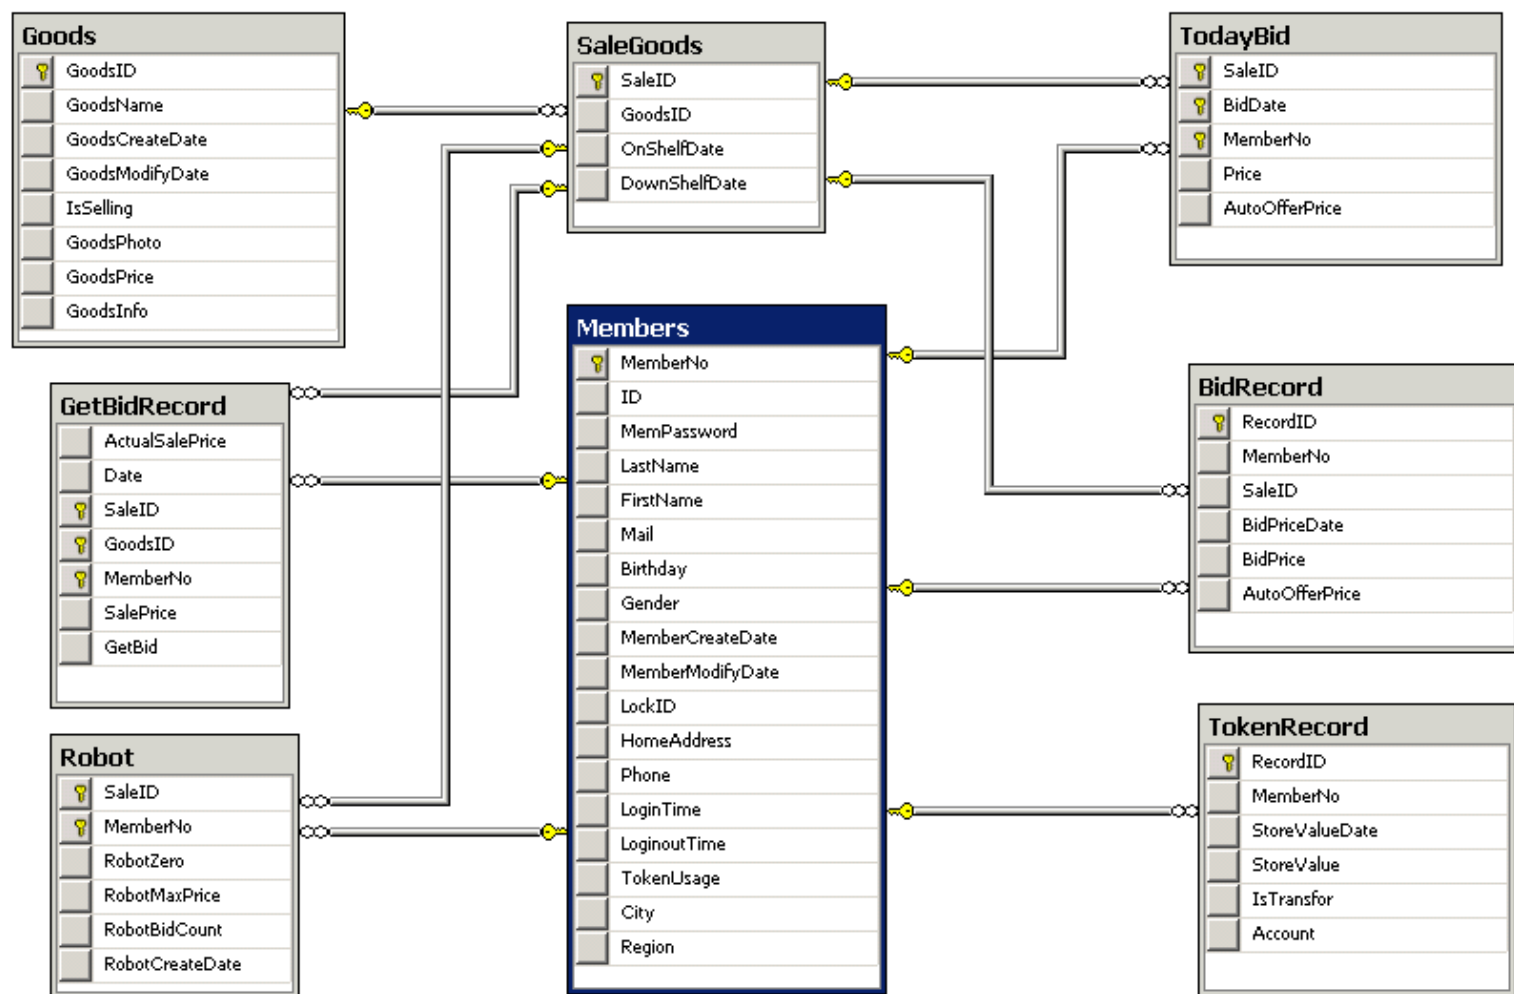 Goods
GoodsID
GoodsName
GoodsCreateDate
GoodsModifyDate
IsSelling
GoodsPhoto
GoodsPrice
GoodsInfo
SaleGoods
SaleID
GoodsID
OnShelfDate
DownShelfDate
TodayBid
SaleID
BidDate
MemberNo
Price
AutoOfferPrice
GetBidRecord
ActualSalePrice
Date
SaleID
GoodsID
MemberNo
SalePrice
GetBid
Members
MemberNo
ID
MemPassword
LastName
FirstName
Mail
Birthday
Gender
MemberCreateDate
MemberModifyDate
LockID
HomeAddress
Phone
LoginTime
LoginoutTime
TokenUsage
City
Region
BidRecord
RecordID
MemberNo
SaleID
BidPriceDate
BidPrice
AutoOfferPrice
Robot
SaleID
MemberNo
RobotZero
RobotMaxPrice
RobotBidCount
RobotCreateDate
TokenRecord
RecordID
MemberNo
StoreValueDate
StoreValue
IsTransfor
Account